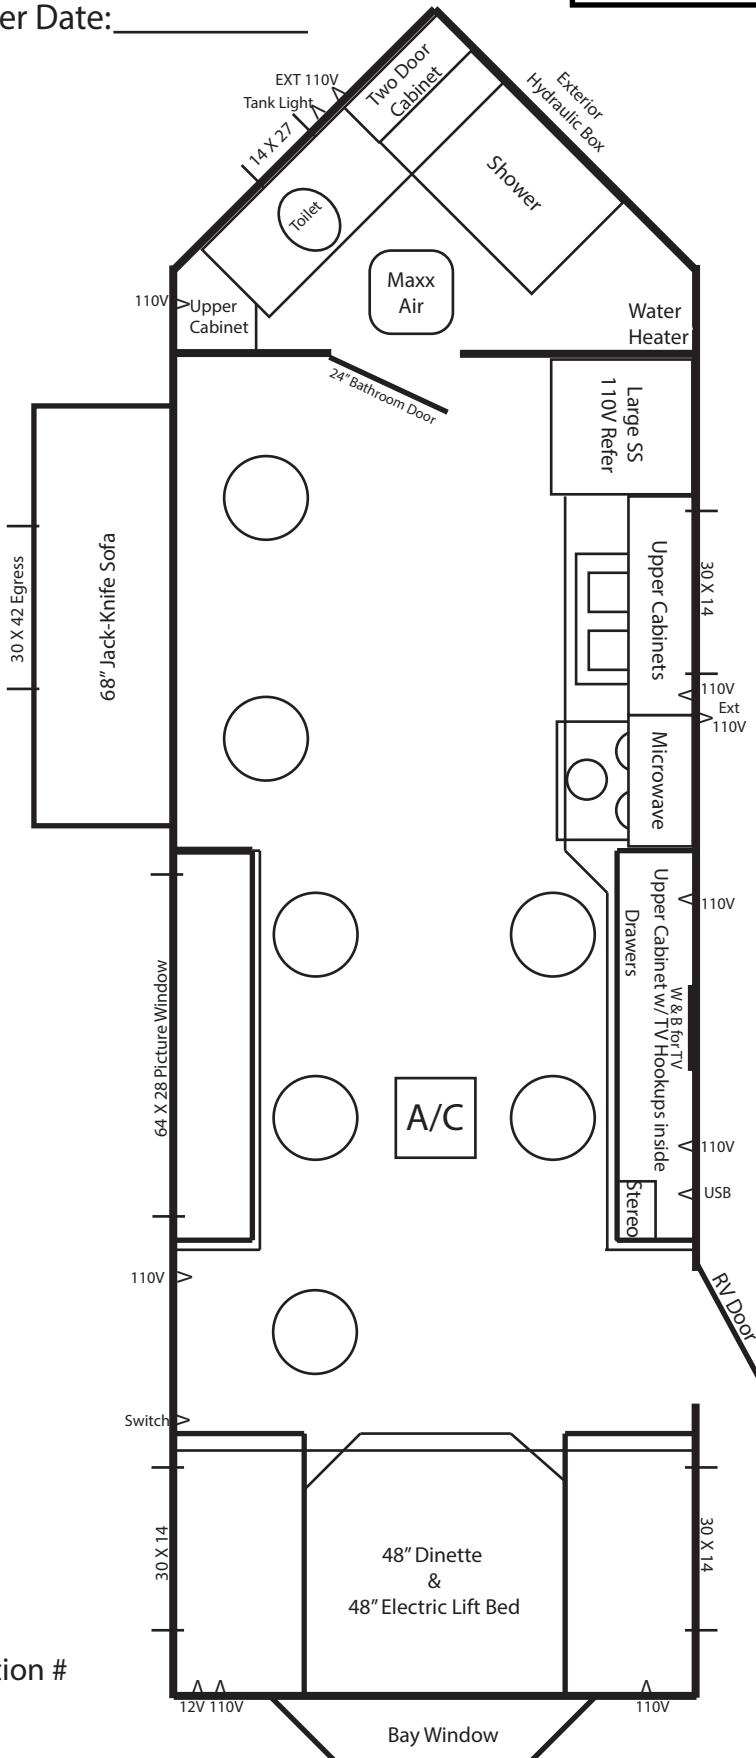 er Date:
EXT 110V
Tank Light
14 X 27
Two Door
Cabinet
Exterior
Hydraulic Box
Shower
Toilet
Maxx
Air
110V
Upper
Cabinet
Water
Heater
24" Bathroom Door
Large SS
110V Refer
30 X 42 Egress
68" Jack-Knife Sofa
Upper Cabinets
30 X 14
110V
Ext
110V
Microwave
64 X 28 Picture Window
Upper Cabinet w/ TV Hookups inside
Drawers
W & B for TV
110V
A/C
110V
USB
Stereo
110V
RV Door
Switch
30 X 14
48" Dinette
&
48" Electric Lift Bed
30 X 14
tion #
12V 110V
110V
Bay Window